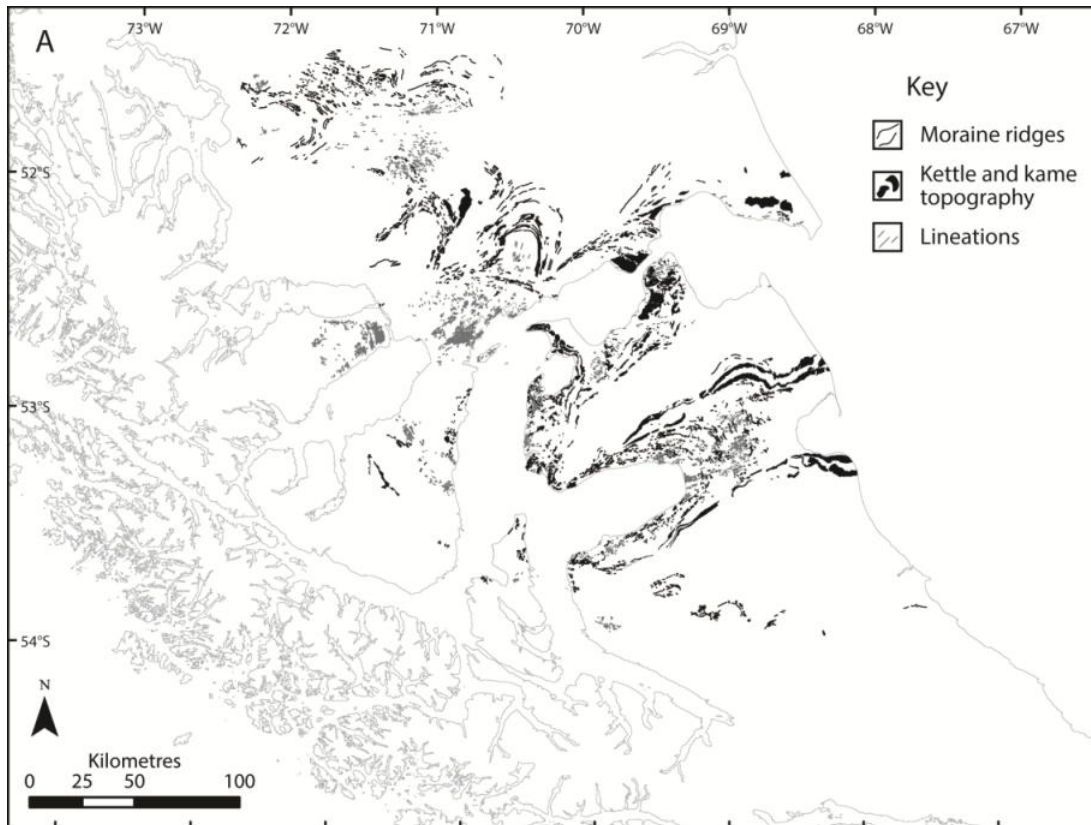 A
73°W
72°W
71°W
70°W
69°W
68°W
67°W
52°S
53°S
54°S
Key
Moraine ridges
Kettle and kame
topography
Lineations
N
Kilometres
0 25 50 100